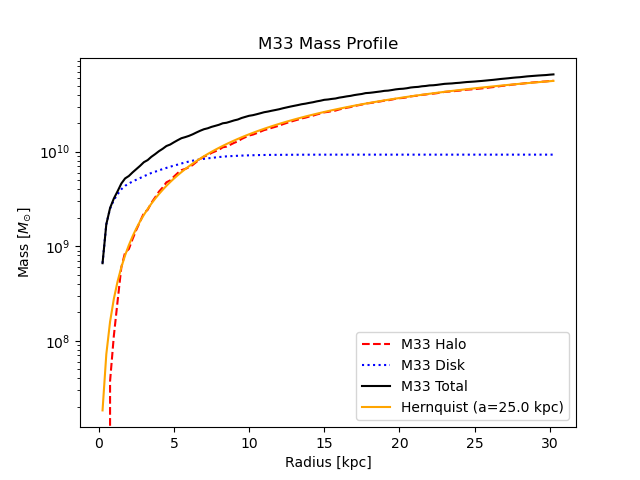 M33 Mass Profile
Mass [$M_\odot$]
10^10
10^9
10^8
M33 Halo
M33 Disk
M33 Total
Hernquist (a=25.0 kpc)
0 5 10 15 20 25 30
Radius [kpc]